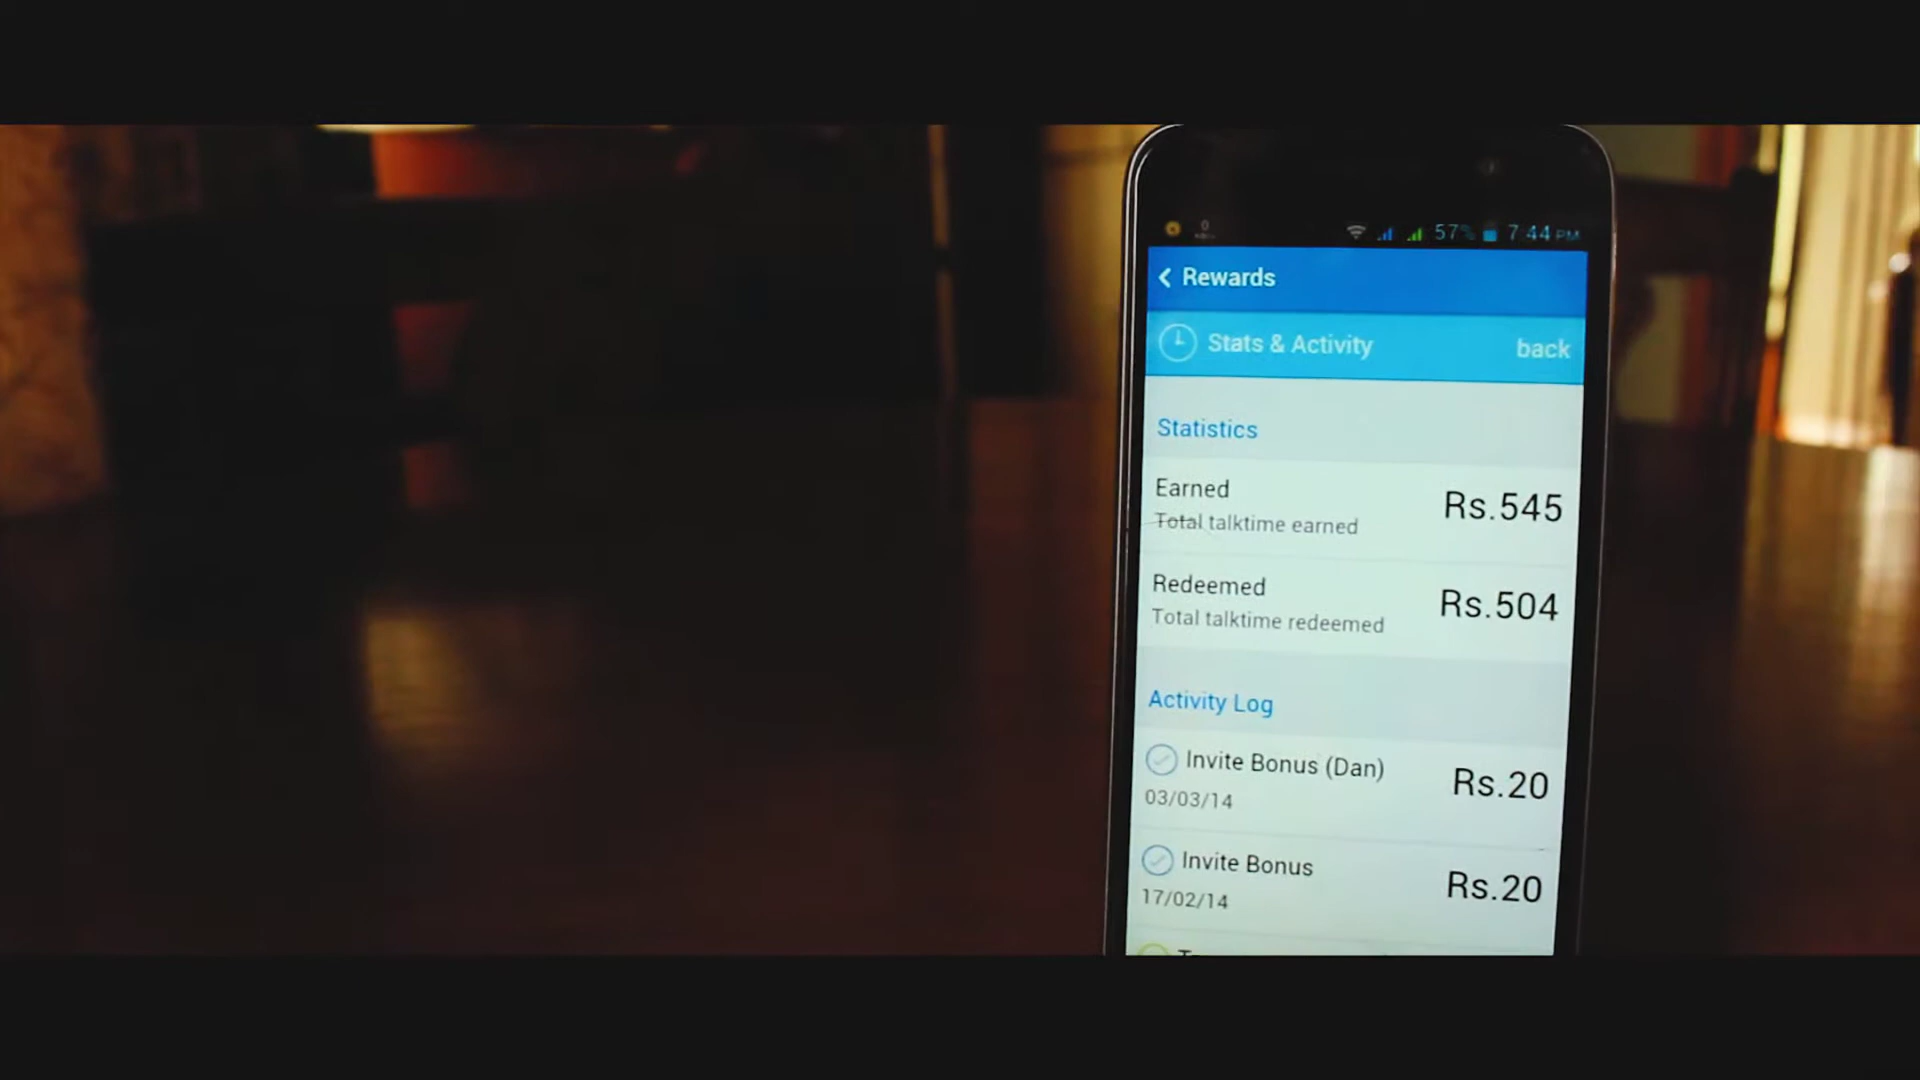 57% 7:44 PM
Rewards
Stats & Activity back
Statistics
Earned Rs.545
Total talktime earned
Redeemed Rs.504
Total talktime redeemed
Activity Log
Invite Bonus (Dan) Rs.20
03/03/14
Invite Bonus Rs.20
17/02/14